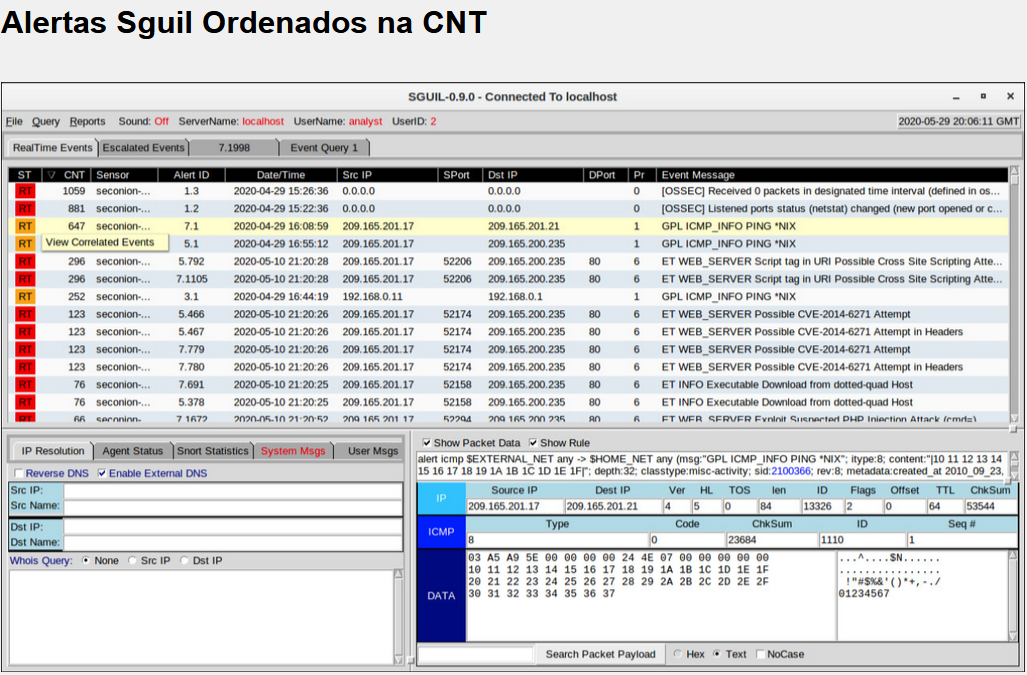 Alertas Sguil Ordenados na CNT
SGUIL-0.9.0 - Connected To localhost
File Query Reports Sound: Off ServerName: localhost UserName: analyst UserID: 2 2020-05-29 20:06:11 GMT
RealTime Events Escalated Events 7.1998 Event Query 1
ST CNT Sensor Alert ID Date/Time Src IP SPort Dst IP DPort Pr Event Message
RT 1059 seconion-... 1.3 2020-04-29 15:26:36 0.0.0.0 0.0.0.0 [OSSEC] Received 0 packets in designated time interval (defined in os...
RT 881 seconion-... 1.2 2020-04-29 15:22:36 0.0.0.0 0.0.0.0 [OSSEC] Listened ports status (netstat) changed (new port opened or c...
RT 647 seconion-... 7.1 2020-04-29 16:08:59 209.165.201.17 209.165.201.21 1 GPL ICMP_INFO PING *NIX
RT View Correlated Events 5.1 2020-04-29 16:55:12 209.165.201.17 209.165.200.235 1 GPL ICMP_INFO PING *NIX
RT 296 seconion-... 5.792 2020-05-10 21:20:28 209.165.201.17 52206 209.165.200.235 80 6 ET WEB_SERVER Script tag in URI Possible Cross Site Scripting Atte...
RT 296 seconion-... 7.1105 2020-05-10 21:20:28 209.165.201.17 52206 209.165.200.235 80 6 ET WEB_SERVER Script tag in URI Possible Cross Site Scripting Atte...
RT 252 seconion-... 3.1 2020-04-29 16:44:19 192.168.0.11 192.168.0.1 1 GPL ICMP_INFO PING *NIX
RT 123 seconion-... 5.466 2020-05-10 21:20:26 209.165.201.17 52174 209.165.200.235 80 6 ET WEB_SERVER Possible CVE-2014-6271 Attempt
RT 123 seconion-... 5.467 2020-05-10 21:20:26 209.165.201.17 52174 209.165.200.235 80 6 ET WEB_SERVER Possible CVE-2014-6271 Attempt in Headers
RT 123 seconion-... 7.779 2020-05-10 21:20:26 209.165.201.17 52174 209.165.200.235 80 6 ET WEB_SERVER Possible CVE-2014-6271 Attempt
RT 123 seconion-... 7.780 2020-05-10 21:20:26 209.165.201.17 52174 209.165.200.235 80 6 ET WEB_SERVER Possible CVE-2014-6271 Attempt in Headers
RT 76 seconion-... 7.691 2020-05-10 21:20:25 209.165.201.17 52158 209.165.200.235 80 6 ET INFO Executable Download from dotted-quad Host
RT 76 seconion-... 5.378 2020-05-10 21:20:25 209.165.201.17 52158 209.165.200.235 80 6 ET INFO Executable Download from dotted-quad Host
RT 66 seconion-... 7.1672 2020-05-10 21:20:52 209.165.201.17 52294 209.165.200.235 80 6 ET WEB_SERVER Exploit Suspected PHP Injection Attack (cmd=)
IP Resolution Agent Status Snort Statistics System Msgs User Msgs
Reverse DNS Enable External DNS
Src IP:
Src Name:
Dst IP:
Dst Name:
Whois Query: None Src IP Dst IP
Show Packet Data Show Rule
alert icmp $EXTERNAL_NET any -> $HOME_NET any (msg:"GPL ICMP_INFO PING *NIX"; itype:8; content:"|10 11 12 13 14
15 16 17 18 19 1A 1B 1C 1D 1E 1F|"; depth:32; classtype:misc-activity; sid:2100366; rev:8; metadata:created_at 2010_09_23,
IP Source IP Dest IP Ver HL TOS len ID Flags Offset TTL ChkSum
209.165.201.17 209.165.201.21 4 5 0 84 13326 2 0 64 53544
ICMP Type Code ChkSum ID Seq #
8 0 23684 1110 1
DATA
03 A5 A9 5E 00 00 00 00 24 4E 07 00 00 00 00 00 ...^....$N......
10 11 12 13 14 15 16 17 18 19 1A 1B 1C 1D 1E 1F ................
20 21 22 23 24 25 26 27 28 29 2A 2B 2C 2D 2E 2F  !"#$%&'()*+,-./
30 31 32 33 34 35 36 37 01234567
Search Packet Payload Hex Text NoCase